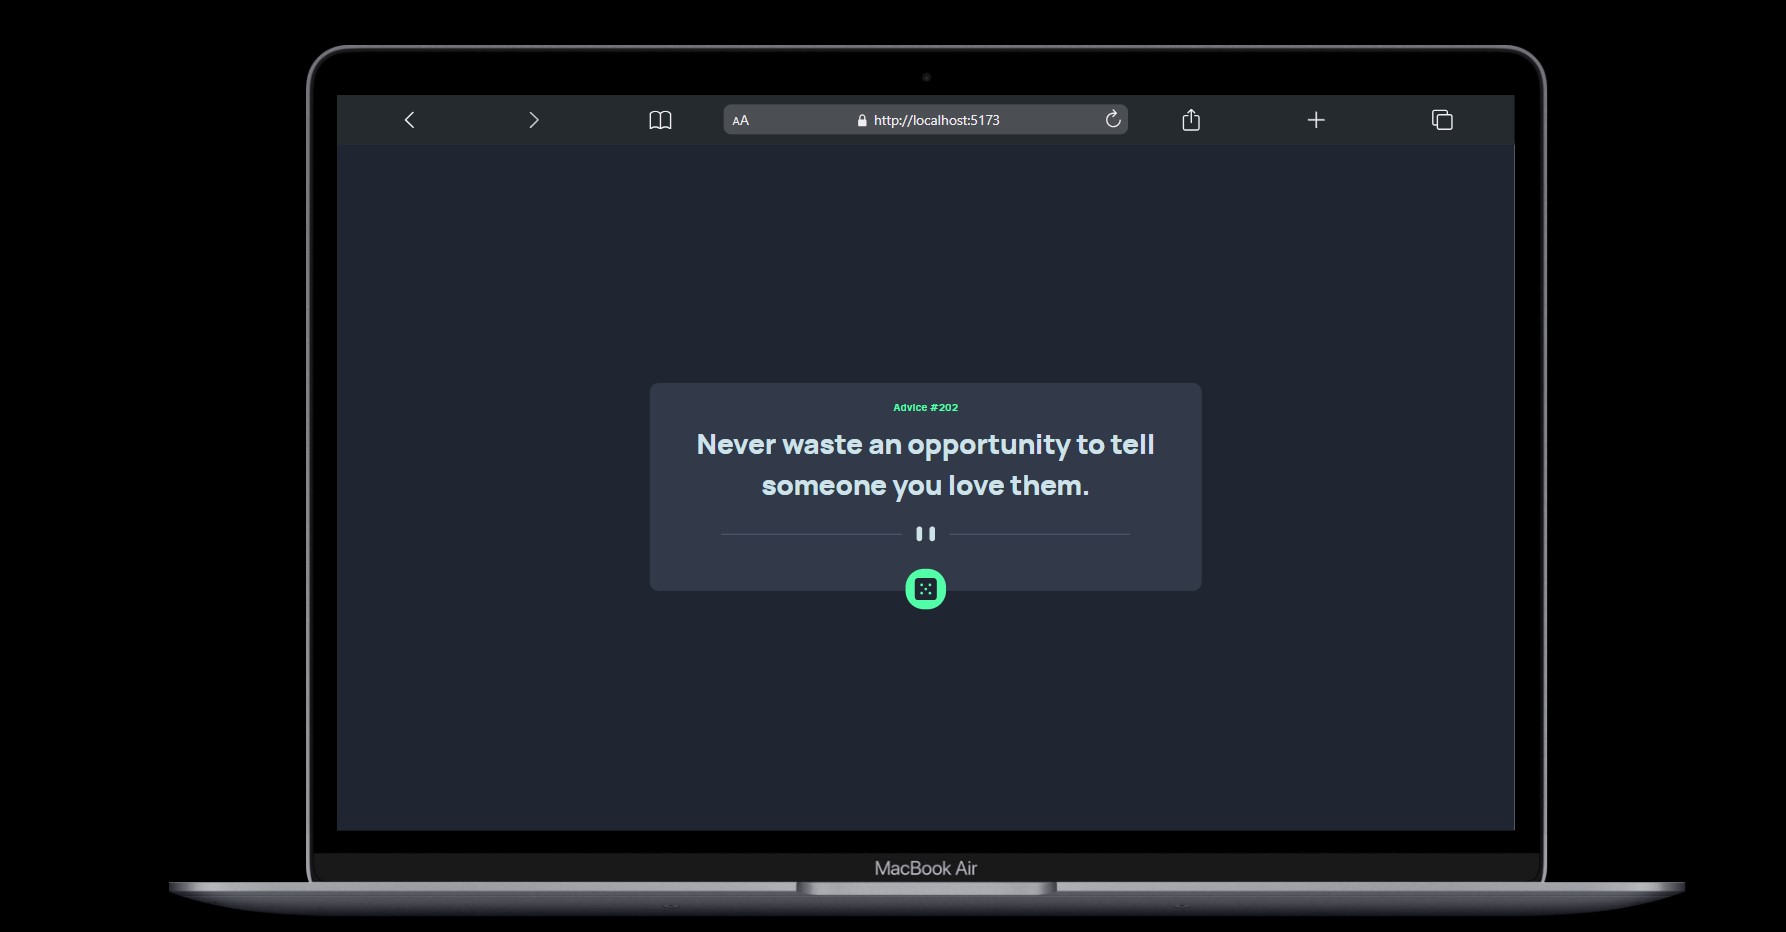 AA
http://localhost:5173
Advice #202
Never waste an opportunity to tell
someone you love them.
MacBook Air